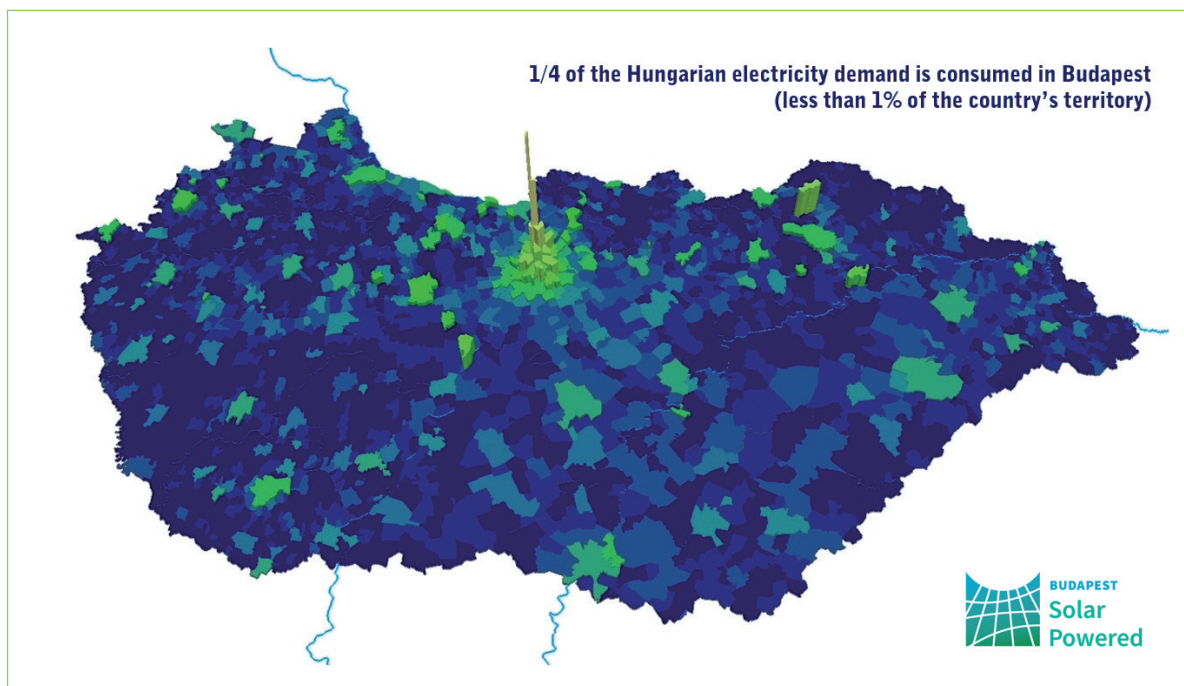 1/4 of the Hungarian electricity demand is consumed in Budapest
(less than 1% of the country’s territory)
BUDAPEST
Solar
Powered